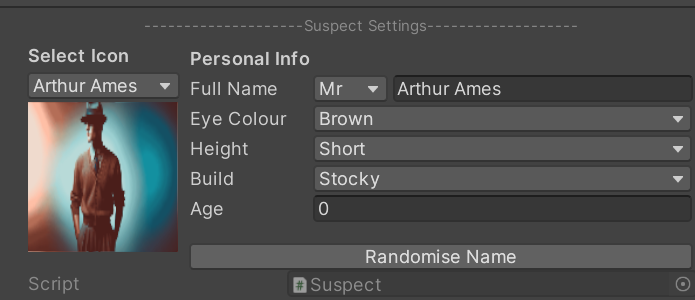 --------------------Suspect Settings-------------------
Select Icon
Arthur Ames
Personal Info
Full Name Mr Arthur Ames
Eye Colour Brown
Height Short
Build Stocky
Age 0
Randomise Name
Script # Suspect